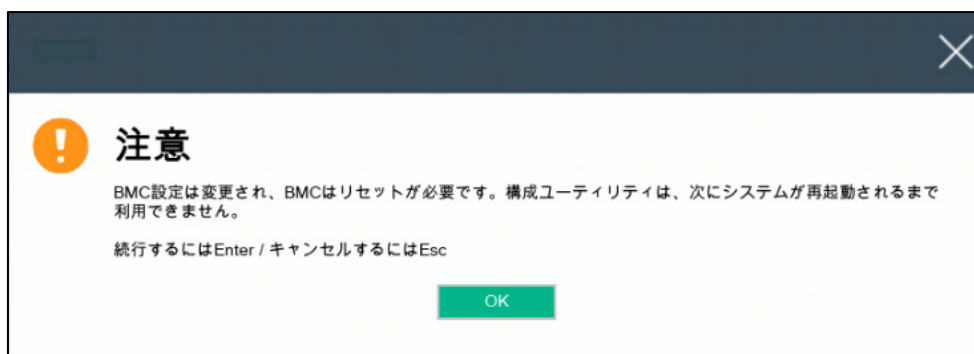 注意
BMC設定は変更され、BMCはリセットが必要です。構成ユーティリティは、次にシステムが再起動されるまで
利用できません。
続行するにはEnter / キャンセルするにはEsc
OK